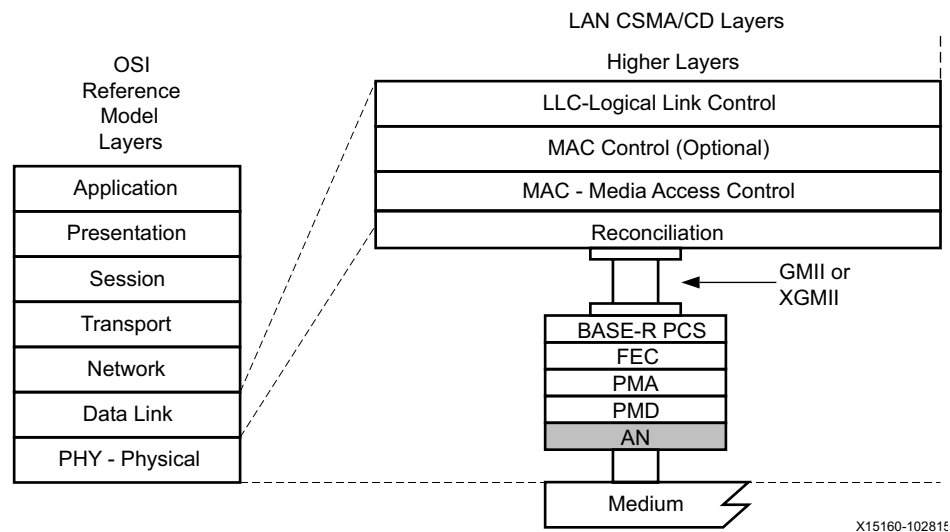 LAN CSMA/CD Layers
OSI
Reference
Model
Layers
Higher Layers
LLC-Logical Link Control
MAC Control (Optional)
MAC - Media Access Control
Reconciliation
Application
Presentation
Session
Transport
Network
Data Link
PHY - Physical
GMII or
XGMII
BASE-R PCS
FEC
PMA
PMD
AN
Medium
X15160-102815